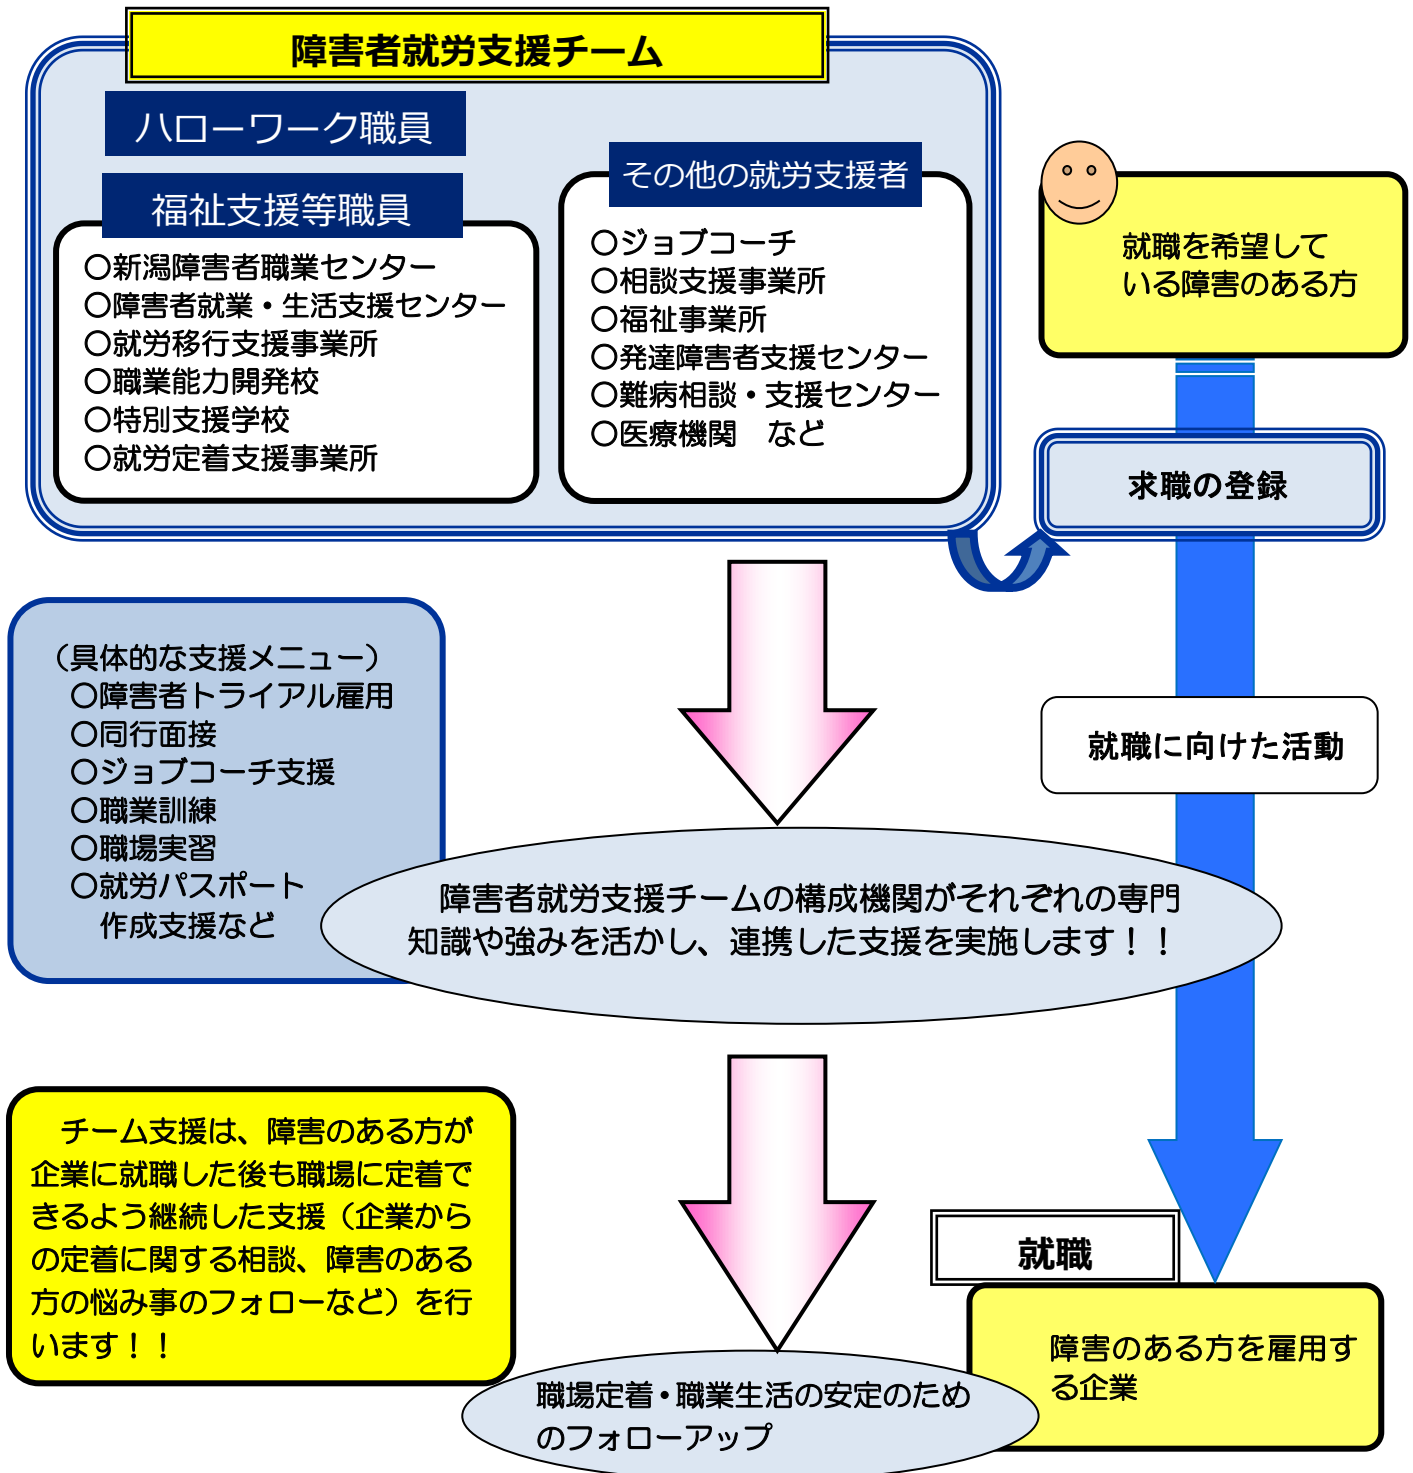 障害者就労支援チーム
ハローワーク職員
福祉支援等職員
〇新潟障害者職業センター
〇障害者就業・生活支援センター
〇就労移行支援事業所
〇職業能力開発校
〇特別支援学校
〇就労定着支援事業所
その他の就労支援者
〇ジョブコーチ
〇相談支援事業所
〇福祉事業所
〇発達障害者支援センター
〇難病相談・支援センター
〇医療機関　など
就職を希望して
いる障害のある方
求職の登録
（具体的な支援メニュー）
〇障害者トライアル雇用
〇同行面接
〇ジョブコーチ支援
〇職業訓練
〇職場実習
〇就労パスポート
作成支援など
就職に向けた活動
障害者就労支援チームの構成機関がそれぞれの専門
知識や強みを活かし、連携した支援を実施します！！
チーム支援は、障害のある方が
企業に就職した後も職場に定着で
きるよう継続した支援（企業から
の定着に関する相談、障害のある
方の悩み事のフォローなど）を行
います！！
就職
障害のある方を雇用す
る企業
職場定着・職業生活の安定のため
のフォローアップ